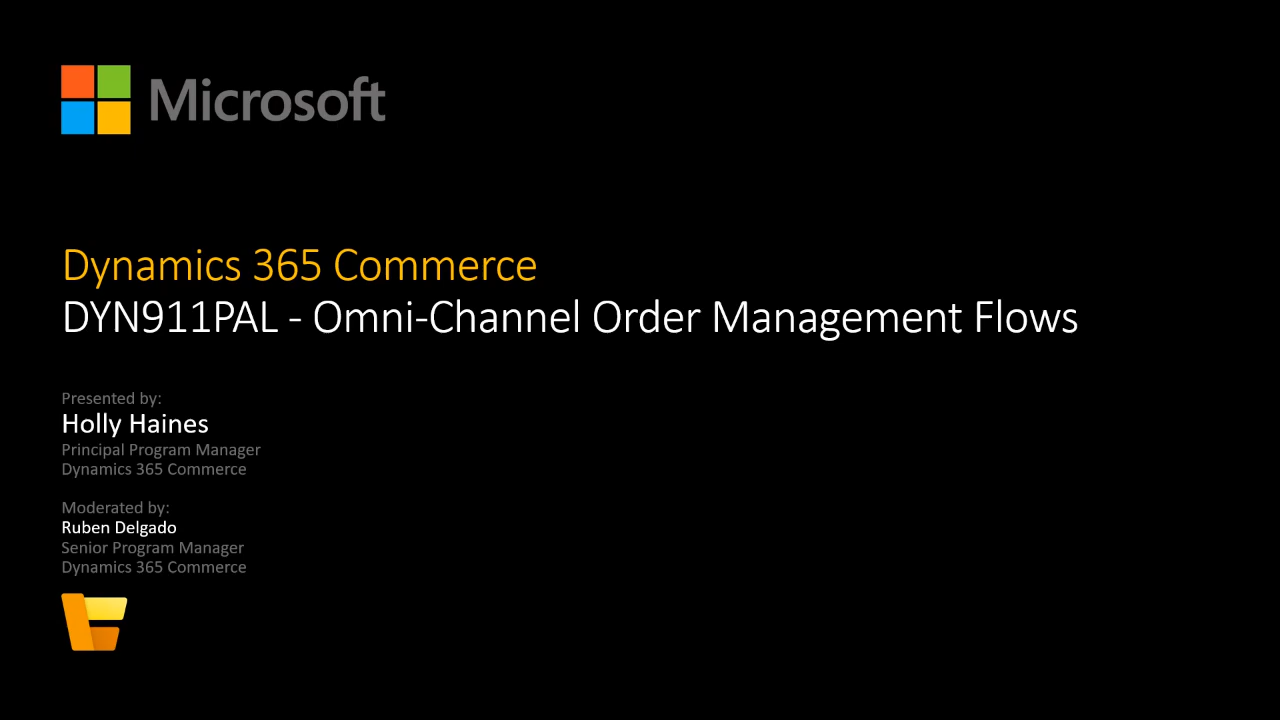 Microsoft
Dynamics 365 Commerce
DYN911PAL - Omni-Channel Order Management Flows
Presented by:
Holly Haines
Principal Program Manager
Dynamics 365 Commerce
Moderated by:
Ruben Delgado
Senior Program Manager
Dynamics 365 Commerce